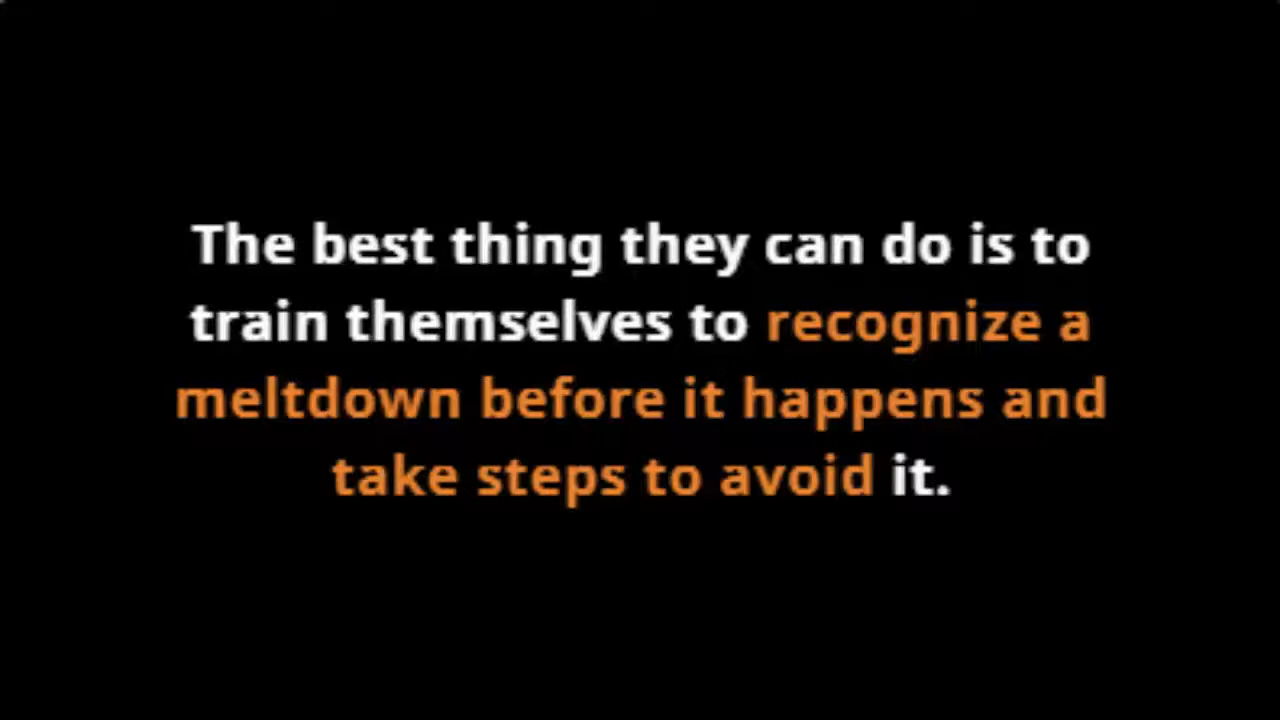 The best thing they can do is to
train themselves to recognize a
meltdown before it happens and
take steps to avoid it.